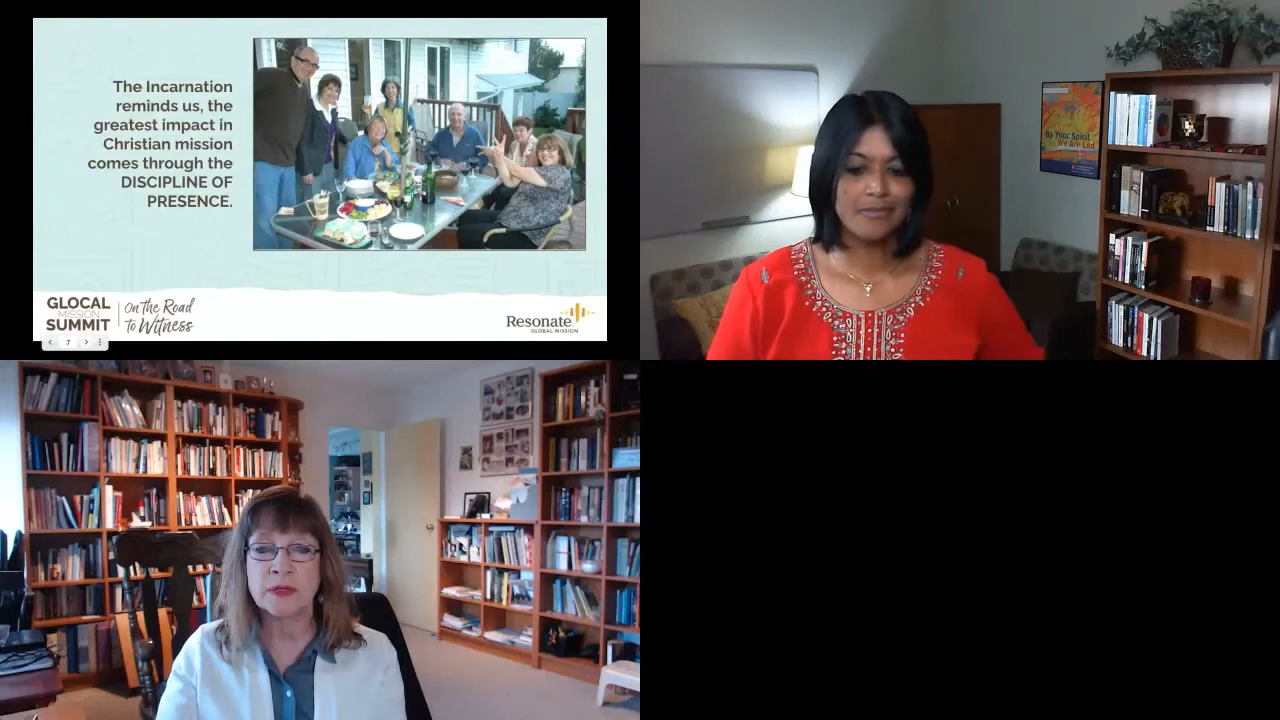 The Incarnation
reminds us, the
greatest impact in
Christian mission
comes through the
DISCIPLINE OF
PRESENCE.
GLOCAL
MISSION
SUMMIT
On the Road
to Witness
Resonate
GLOBAL MISSION
7
By Your Spirit
We Are Led